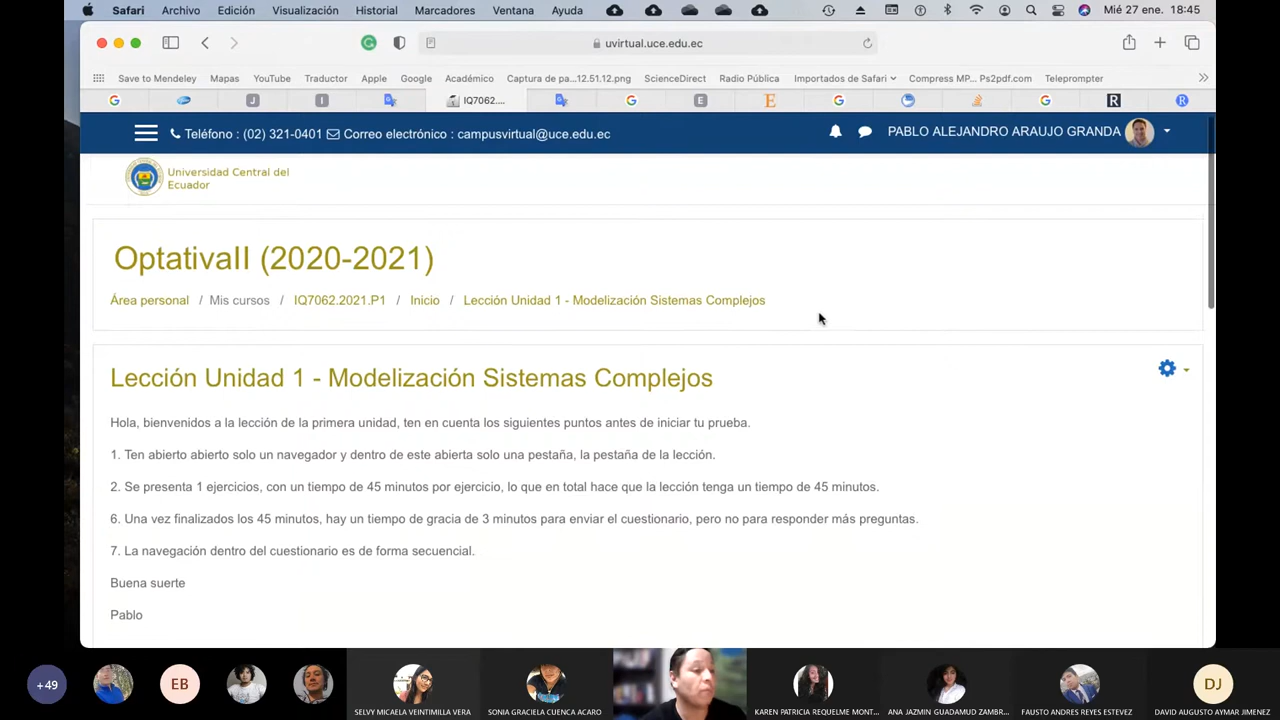 Safari Archivo Edición Visualización Historial Marcadores Ventana Ayuda Mié 27 ene. 18:45
uvirtual.uce.edu.ec
Save to Mendeley Mapas YouTube Traductor Apple Google Académico Captura de pa...12.51.12.png ScienceDirect Radio Pública Importados de Safari Compress MP... Ps2pdf.com Teleprompter
IQ7062....
Teléfono : (02) 321-0401 Correo electrónico : campusvirtual@uce.edu.ec PABLO ALEJANDRO ARAUJO GRANDA
Universidad Central del
Ecuador
OptativaII (2020-2021)
Área personal / Mis cursos / IQ7062.2021.P1 / Inicio / Lección Unidad 1 - Modelización Sistemas Complejos
Lección Unidad 1 - Modelización Sistemas Complejos
Hola, bienvenidos a la lección de la primera unidad, ten en cuenta los siguientes puntos antes de iniciar tu prueba.
1. Ten abierto abierto solo un navegador y dentro de este abierta solo una pestaña, la pestaña de la lección.
2. Se presenta 1 ejercicios, con un tiempo de 45 minutos por ejercicio, lo que en total hace que la lección tenga un tiempo de 45 minutos.
6. Una vez finalizados los 45 minutos, hay un tiempo de gracia de 3 minutos para enviar el cuestionario, pero no para responder más preguntas.
7. La navegación dentro del cuestionario es de forma secuencial.
Buena suerte
Pablo
+49 EB DJ
SELVY MICAELA VEINTIMILLA VERA SONIA GRACIELA CUENCA ACARO KAREN PATRICIA REQUELME MONT... ANA JAZMIN GUADAMUD ZAMBR... FAUSTO ANDRES REYES ESTEVEZ DAVID AUGUSTO AYMAR JIMENEZ